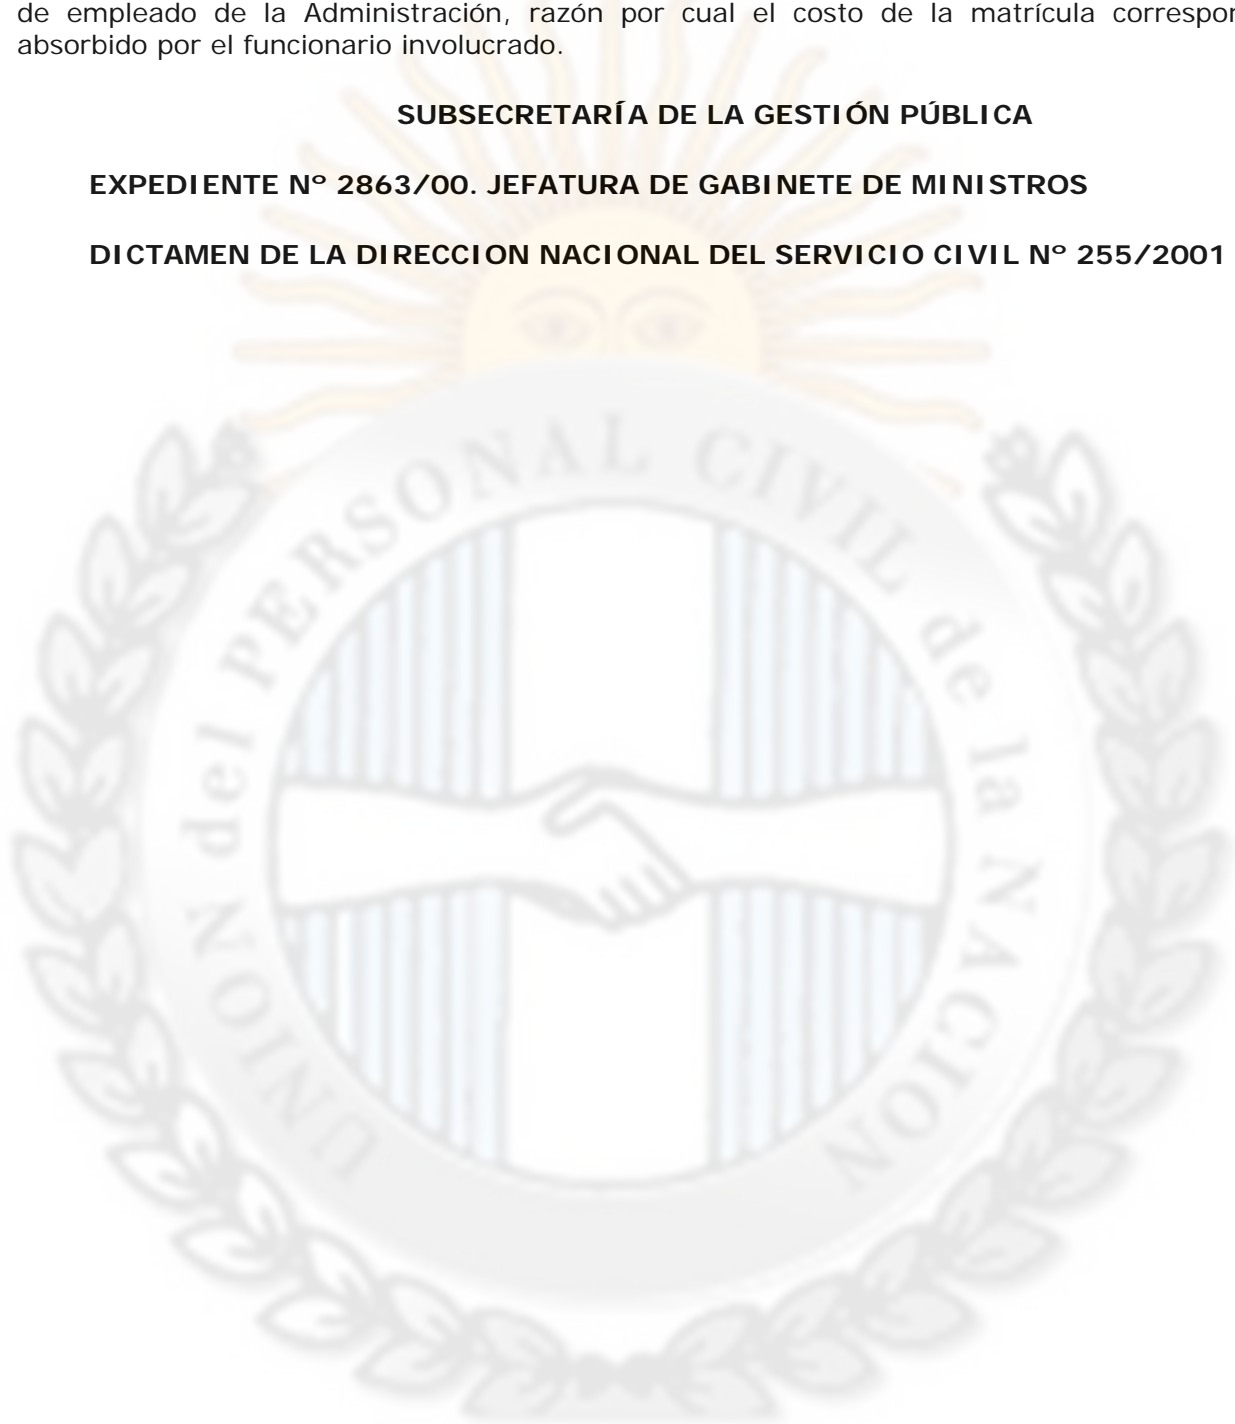 de empleado de la Administración, razón por cual el costo de la matrícula
absorbido por el funcionario involucrado.
SUBSECRETARÍA DE LA GESTIÓN PÚBLICA
EXPEDIENTE Nº 2863/00. JEFATURA DE GABINETE DE MINISTROS
DICTAMEN DE LA DIRECCION NACIONAL DEL SERVICIO CIVIL Nº 255/2001
UNION del PERSONAL CIVIL de la NACION